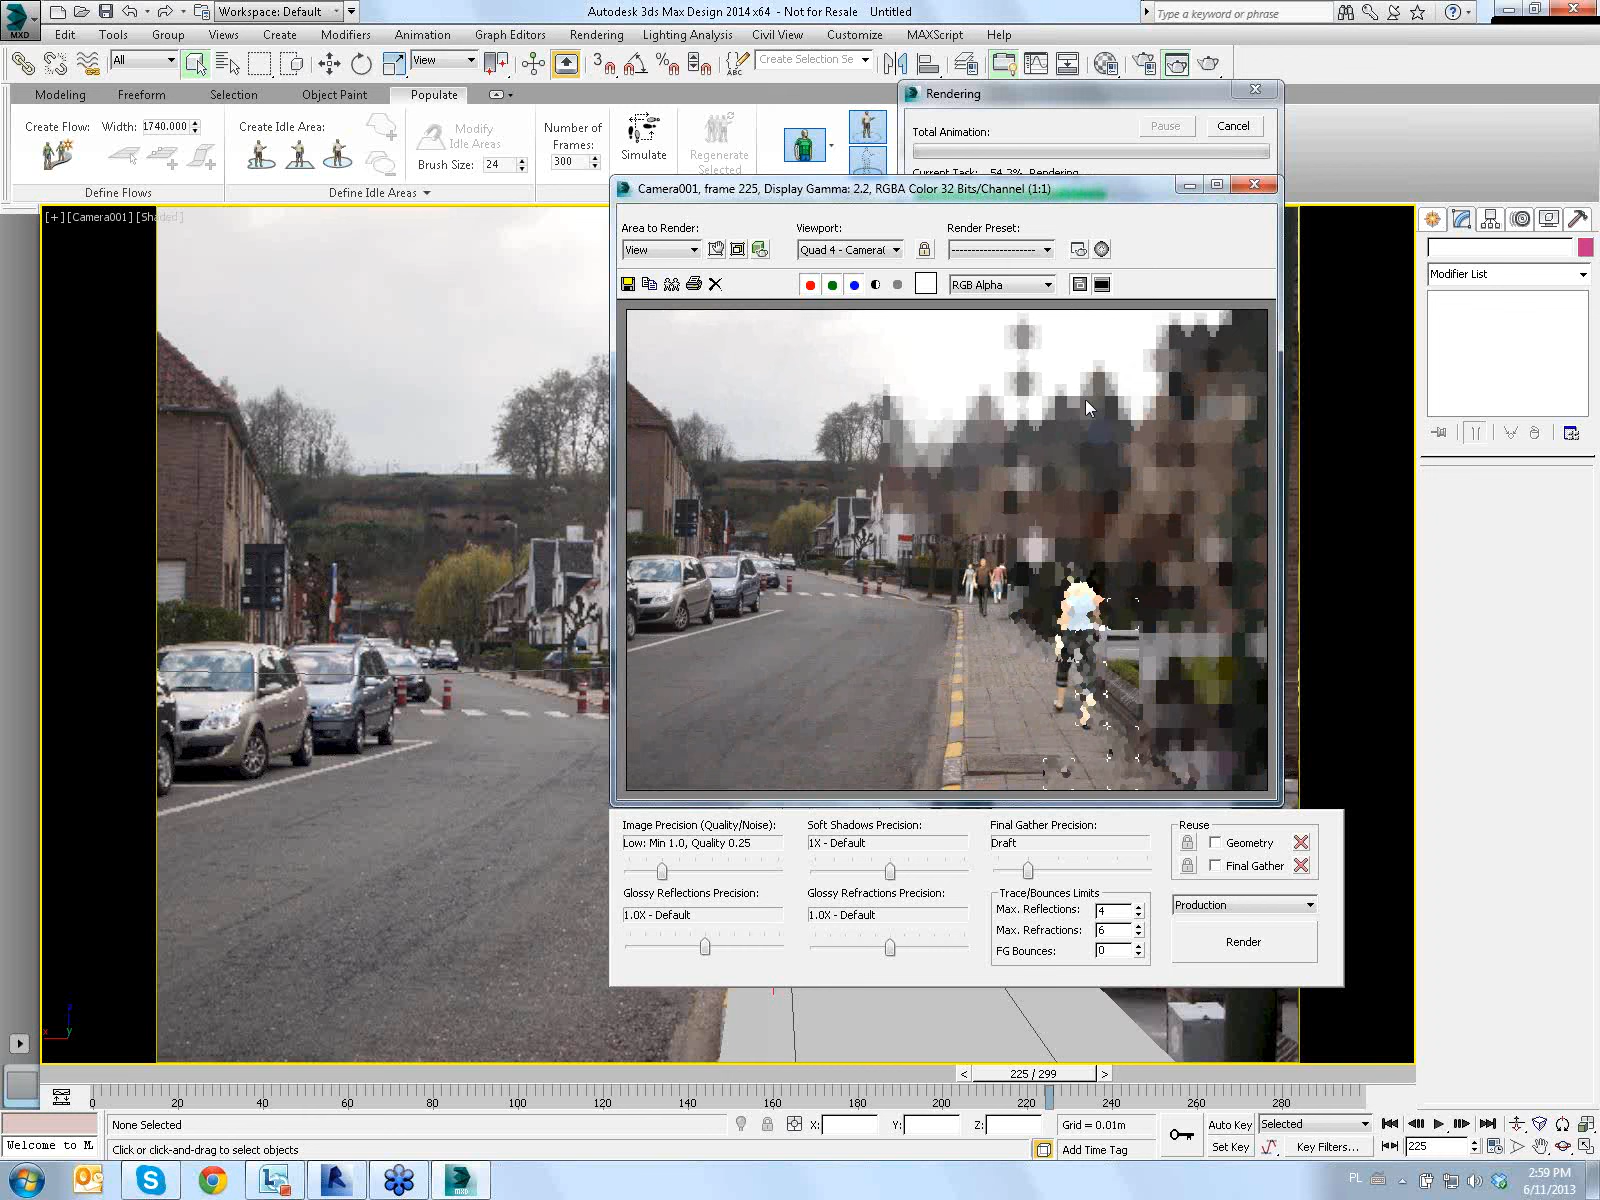 Workspace: Default
Autodesk 3ds Max Design 2014 x64 - Not for Resale Untitled
Type a keyword or phrase
MXD
Edit Tools Group Views Create Modifiers Animation Graph Editors Rendering Lighting Analysis Civil View Customize MAXScript Help
All
View
3
ABC
Create Selection Se
Modeling Freeform Selection Object Paint Populate
Create Flow: Width: 1740.000
Create Idle Area:
Modify
Idle Areas
Brush Size: 24
Number of
Frames:
300
Simulate
Regenerate
Selected
Define Flows
Define Idle Areas
Rendering
Total Animation:
Pause
Cancel
Current Task: 54.3% Rendering
[+] [Camera001] [Shaded]
Camera001, frame 225, Display Gamma: 2.2, RGBA Color 32 Bits/Channel (1:1)
Area to Render:
View
Viewport:
Quad 4 - Camera(
Render Preset:
--------------------
RGB Alpha
Modifier List
Image Precision (Quality/Noise):
Low: Min 1.0, Quality 0.25
Soft Shadows Precision:
1X - Default
Final Gather Precision:
Draft
Reuse
Geometry
Final Gather
Glossy Reflections Precision:
1.0X - Default
Glossy Refractions Precision:
1.0X - Default
Trace/Bounces Limits
Max. Reflections: 4
Max. Refractions: 6
FG Bounces: 0
Production
Render
x y
< 225 / 299 >
0 20 40 60 80 100 120 140 160 180 200 220 240 260 280
None Selected
X: Y: Z:
Grid = 0.01m
Auto Key
Selected
Welcome to M
Click or click-and-drag to select objects
Add Time Tag
Set Key
Key Filters...
225
PL
2:59 PM
6/11/2013